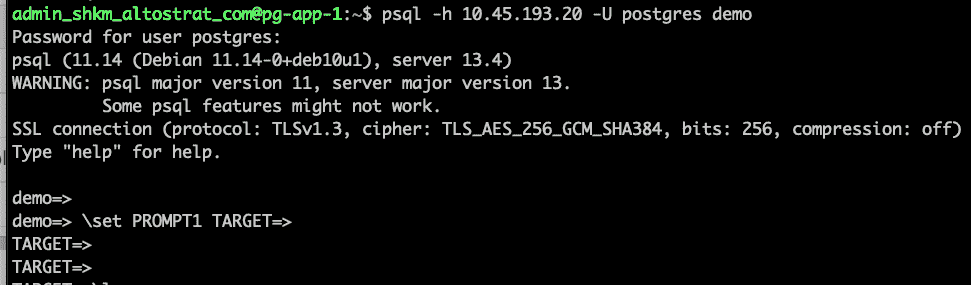 admin_shkm_altostrat_com@pg-app-1:~$ psql -h 10.45.193.20 -U postgres demo
Password for user postgres:
psql (11.14 (Debian 11.14-0+deb10u1), server 13.4)
WARNING: psql major version 11, server major version 13.
         Some psql features might not work.
SSL connection (protocol: TLSv1.3, cipher: TLS_AES_256_GCM_SHA384, bits: 256, compression: off)
Type "help" for help.

demo=>
demo=> \set PROMPT1 TARGET=>
TARGET=>
TARGET=>